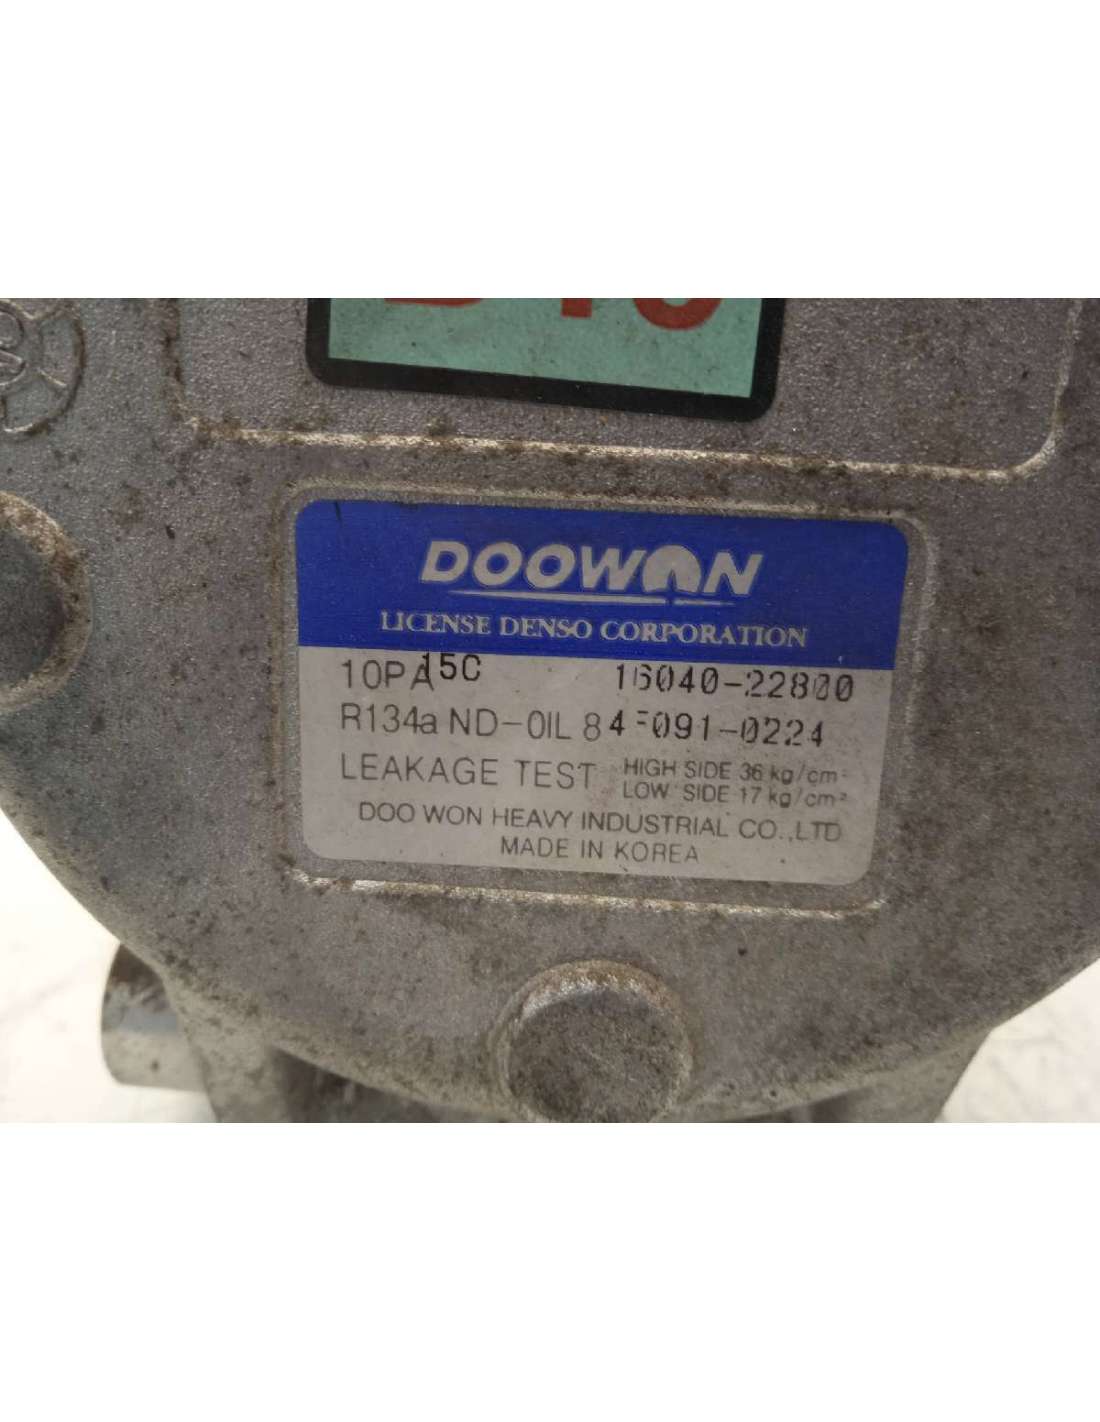 DOOWON
LICENSE DENSO CORPORATION
10PA15C 16040-22800
R134a ND-OIL 8 4F091-0224
LEAKAGE TEST HIGH SIDE 36 kg/cm²
LOW SIDE 17 kg/cm²
DOO WON HEAVY INDUSTRIAL CO.,LTD
MADE IN KOREA